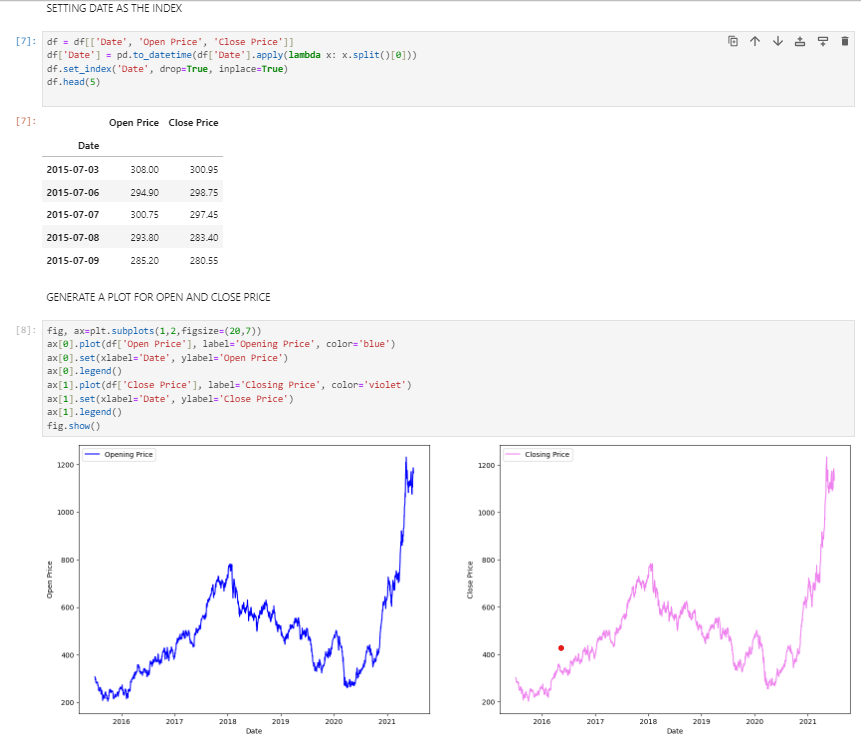 SETTING DATE AS THE INDEX
[7]: df = df[['Date', 'Open Price', 'Close Price']]
df['Date'] = pd.to_datetime(df['Date'].apply(lambda x: x.split()[0]))
df.set_index('Date', drop=True, inplace=True)
df.head(5)
[7]:
Open Price Close Price
Date
2015-07-03 308.00 300.95
2015-07-06 294.90 298.75
2015-07-07 300.75 297.45
2015-07-08 293.80 283.40
2015-07-09 285.20 280.55
GENERATE A PLOT FOR OPEN AND CLOSE PRICE
[8]: fig, ax=plt.subplots(1,2,figsize=(20,7))
ax[0].plot(df['Open Price'], label='Opening Price', color='blue')
ax[0].set(xlabel='Date', ylabel='Open Price')
ax[0].legend()
ax[1].plot(df['Close Price'], label='Closing Price', color='violet')
ax[1].set(xlabel='Date', ylabel='Close Price')
ax[1].legend()
fig.show()
Opening Price
1200
1000
800
600
400
200
Open Price
2016 2017 2018 2019 2020 2021
Date
Closing Price
1200
1000
800
600
400
200
Close Price
2016 2017 2018 2019 2020 2021
Date